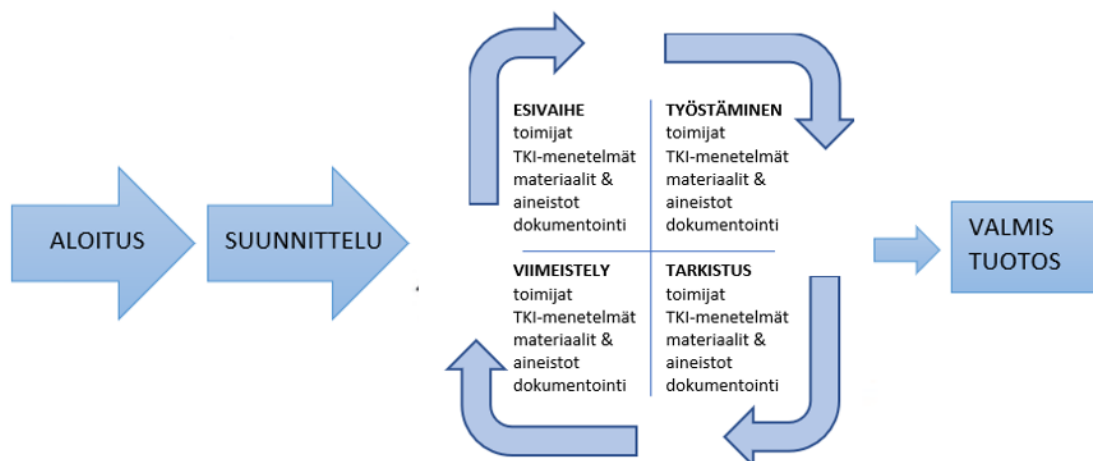 ALOITUS
SUUNNITTELU
ESIVAIHE
toimijat
TKI-menetelmät
materiaalit &
aineistot
dokumentointi
TYÖSTÄMINEN
toimijat
TKI-menetelmät
materiaalit &
aineistot
dokumentointi
VIIMEISTELY
toimijat
TKI-menetelmät
materiaalit &
aineistot
dokumentointi
TARKISTUS
toimijat
TKI-menetelmät
materiaalit &
aineistot
dokumentointi
VALMIS
TUOTOS